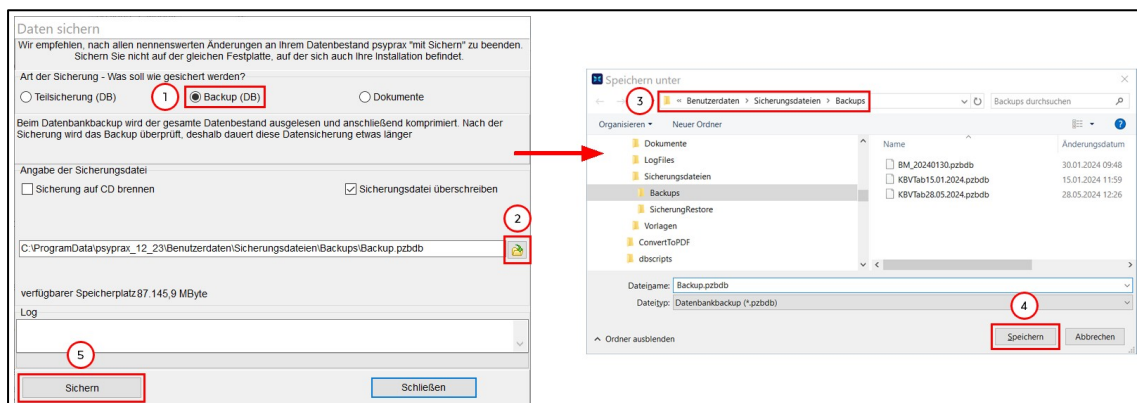 Daten sichern
Wir empfehlen, nach allen nennenswerten Änderungen an Ihrem Datenbestand psyprax "mit Sichern" zu beenden.
Sichern Sie nicht auf der gleichen Festplatte, auf der sich auch Ihre Installation befindet.
Art der Sicherung - Was soll wie gesichert werden?
Teilsicherung (DB) 1 Backup (DB) Dokumente
Beim Datenbankbackup wird der gesamte Datenbestand ausgelesen und anschließend komprimiert. Nach der
Sicherung wird das Backup überprüft, deshalb dauert diese Datensicherung etwas länger
Angabe der Sicherungsdatei
Sicherung auf CD brennen Sicherungsdatei überschreiben
2
C:\ProgramData\psyprax_12_23\Benutzerdaten\Sicherungsdateien\Backups\Backup.pzbdb
verfügbarer Speicherplatz 87.145,9 MByte
Log
5
Sichern Schließen
Speichern unter
3 « Benutzerdaten › Sicherungsdateien › Backups Backups durchsuchen
Organisieren Neuer Ordner
Dokumente
LogFiles
Sicherungsdateien
Backups
SicherungRestore
Vorlagen
ConvertToPDF
dbscripts
Name Änderungsdatum
BM_20240130.pzbdb 30.01.2024 09:48
KBVTab15.01.2024.pzbdb 15.01.2024 11:59
KBVTab28.05.2024.pzbdb 28.05.2024 12:26
Dateiname: Backup.pzbdb
Dateityp: Datenbankbackup (*.pzbdb)
4
Ordner ausblenden Speichern Abbrechen